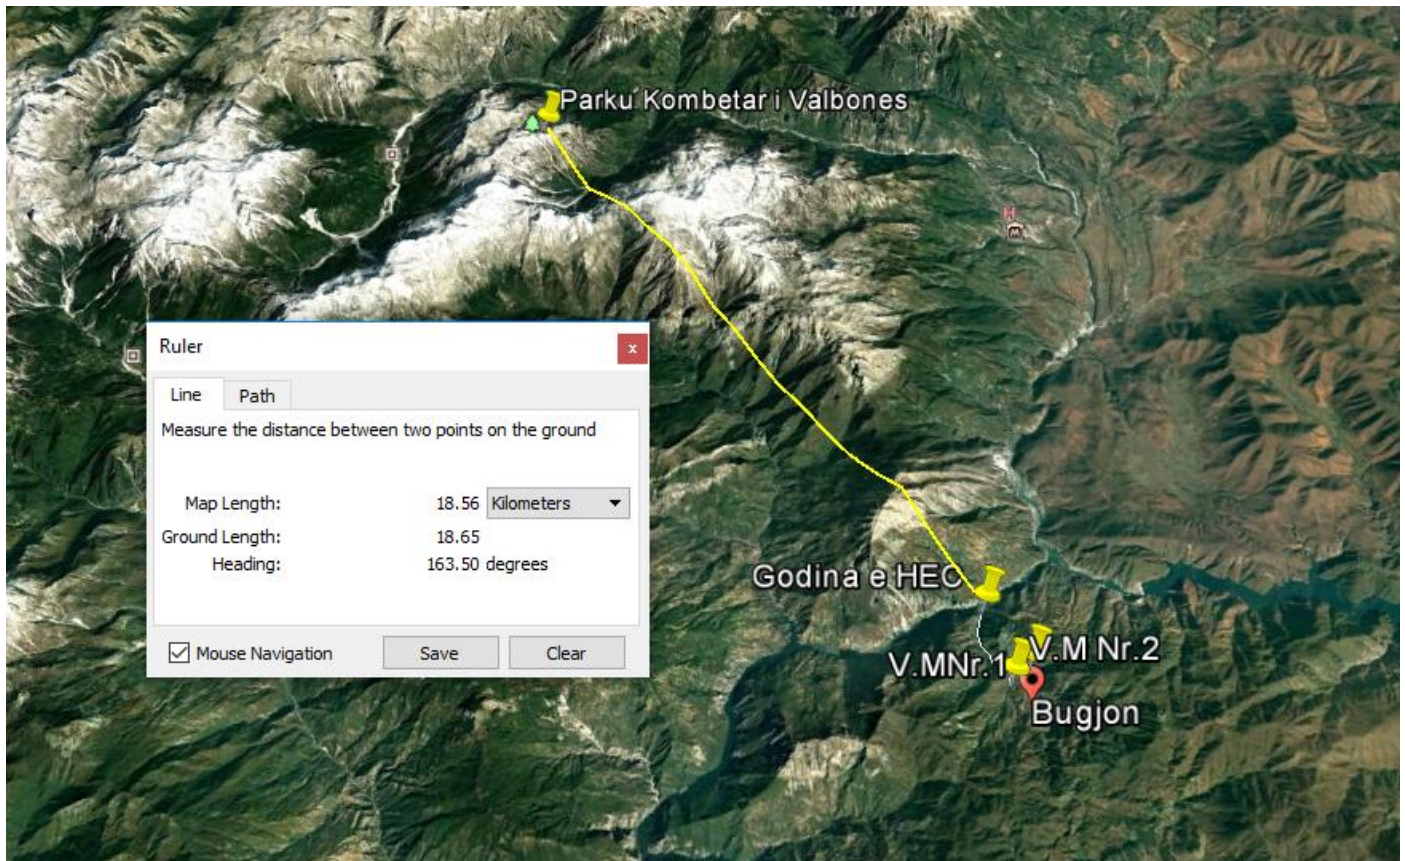 Parku Kombetar i Valbones
H
M
Ruler
x
Line Path
Measure the distance between two points on the ground
Map Length: 18.56 Kilometers
Ground Length: 18.65
Heading: 163.50 degrees
Mouse Navigation Save Clear
Godina e HEC
V.MNr.1 V.M Nr.2
Bugjon